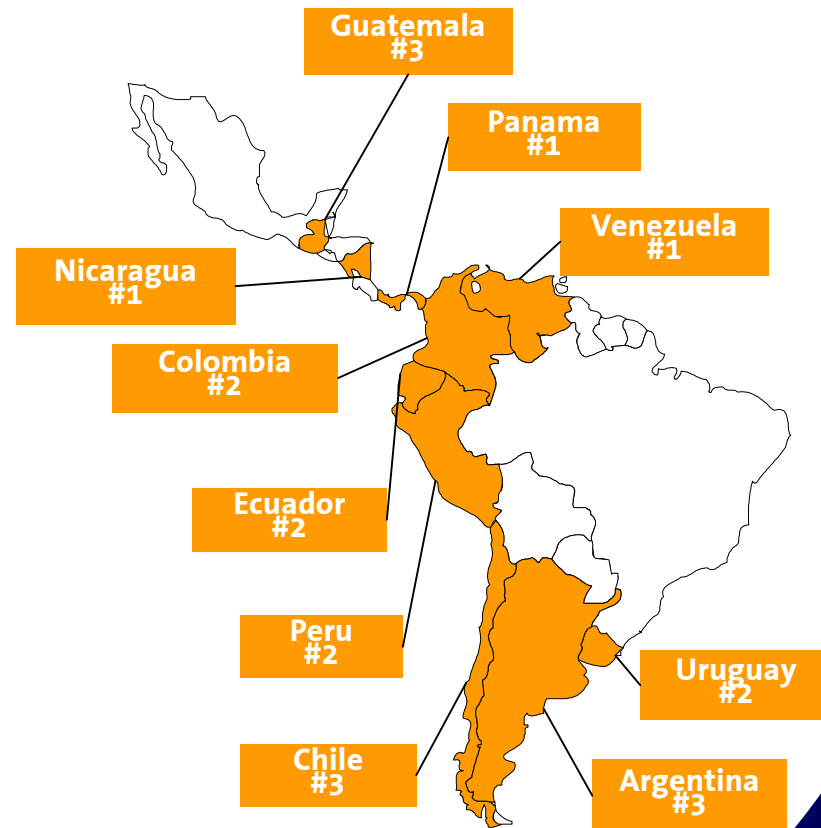 Guatemala
#3
Panama
#1
Venezuela
#1
Nicaragua
#1
Colombia
#2
Ecuador
#2
Peru
#2
Uruguay
#2
Chile
#3
Argentina
#3